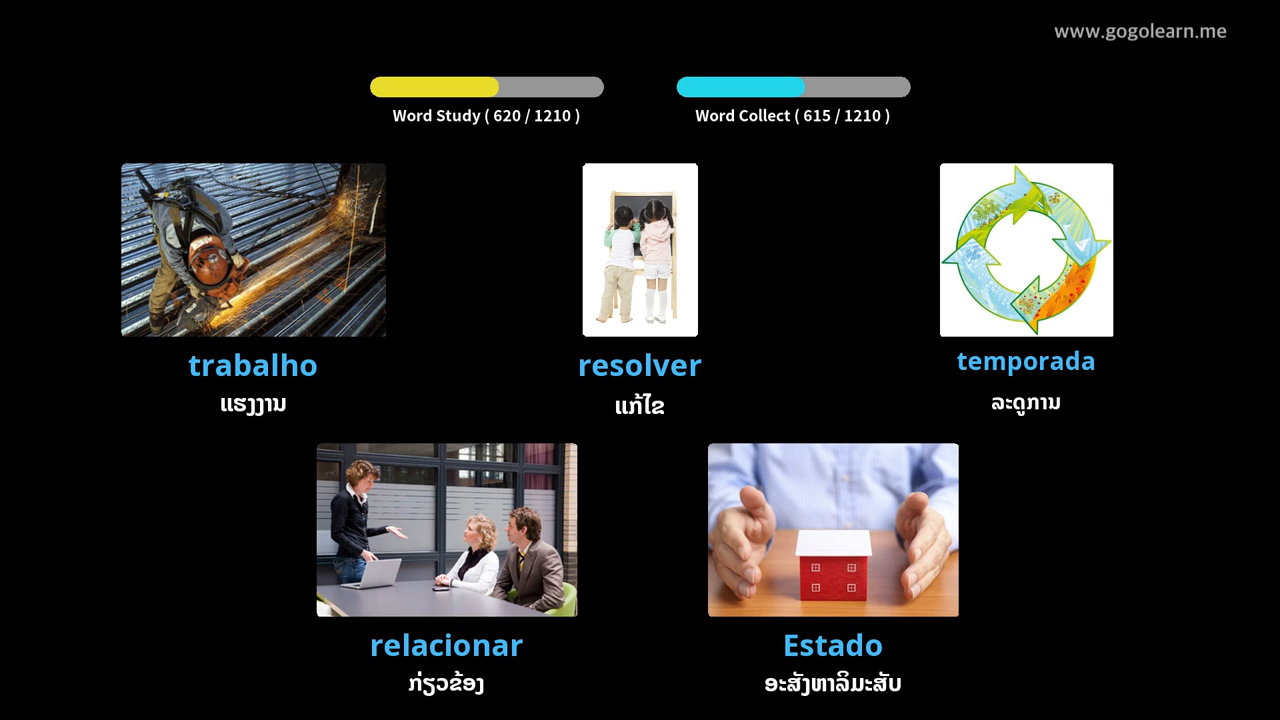 www.gogolearn.me
Word Study ( 620 / 1210 )
Word Collect ( 615 / 1210 )
trabalho
ແຮງງານ
resolver
ແກ້ໄຂ
temporada
ລະດູການ
relacionar
ກ່ຽວຂ້ອງ
Estado
ອະສັງຫາລິມະສັບ